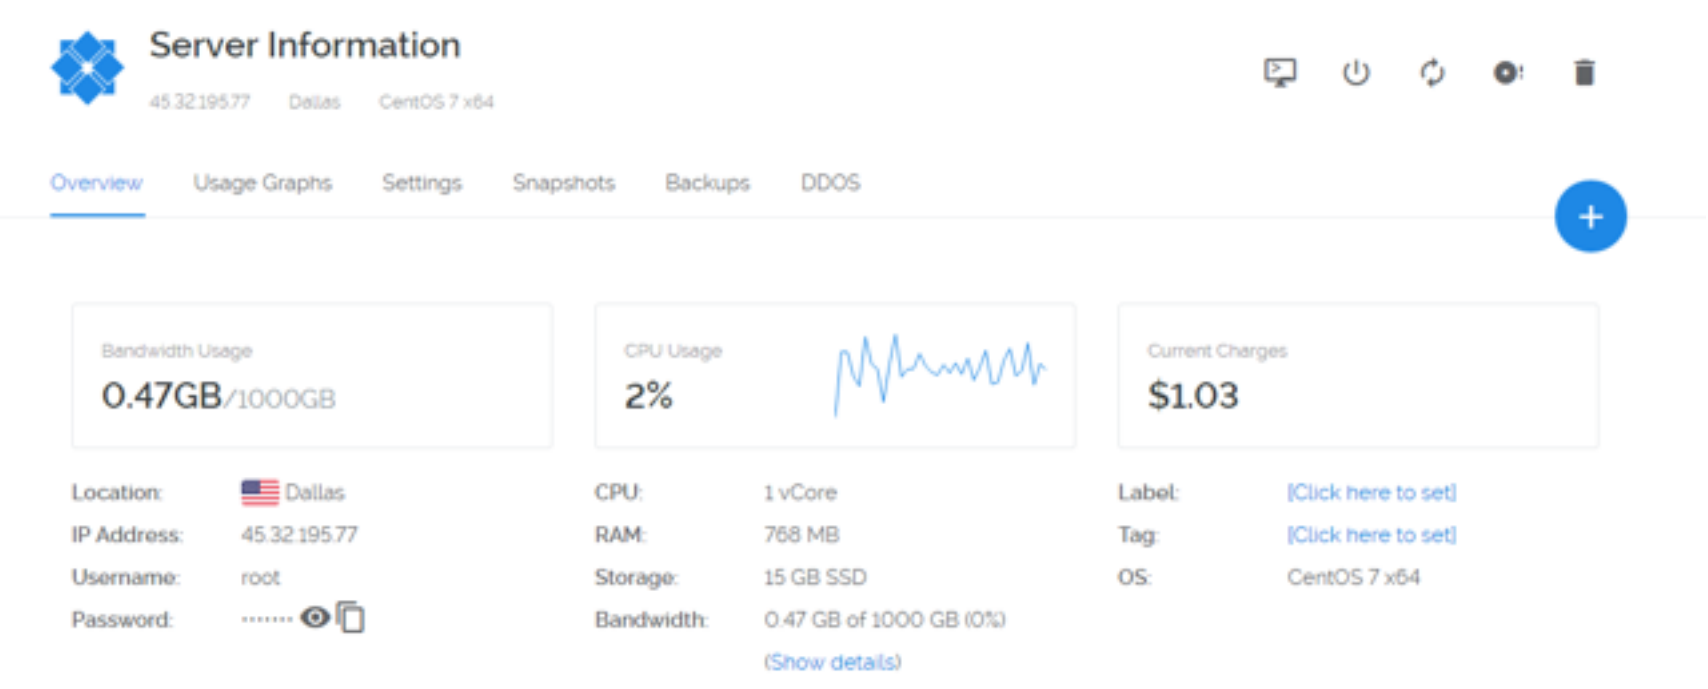 Server Information
45.32.195.77 Dallas CentOS 7 x64
Overview Usage Graphs Settings Snapshots Backups DDOS
+
Bandwidth Usage
0.47GB/1000GB
CPU Usage
2%
Current Charges
$1.03
Location: Dallas
IP Address: 45.32.195.77
Username: root
Password: ·······
CPU: 1 vCore
RAM: 768 MB
Storage: 15 GB SSD
Bandwidth: 0.47 GB of 1000 GB (0%)
(Show details)
Label: [Click here to set]
Tag: [Click here to set]
OS: CentOS 7 x64